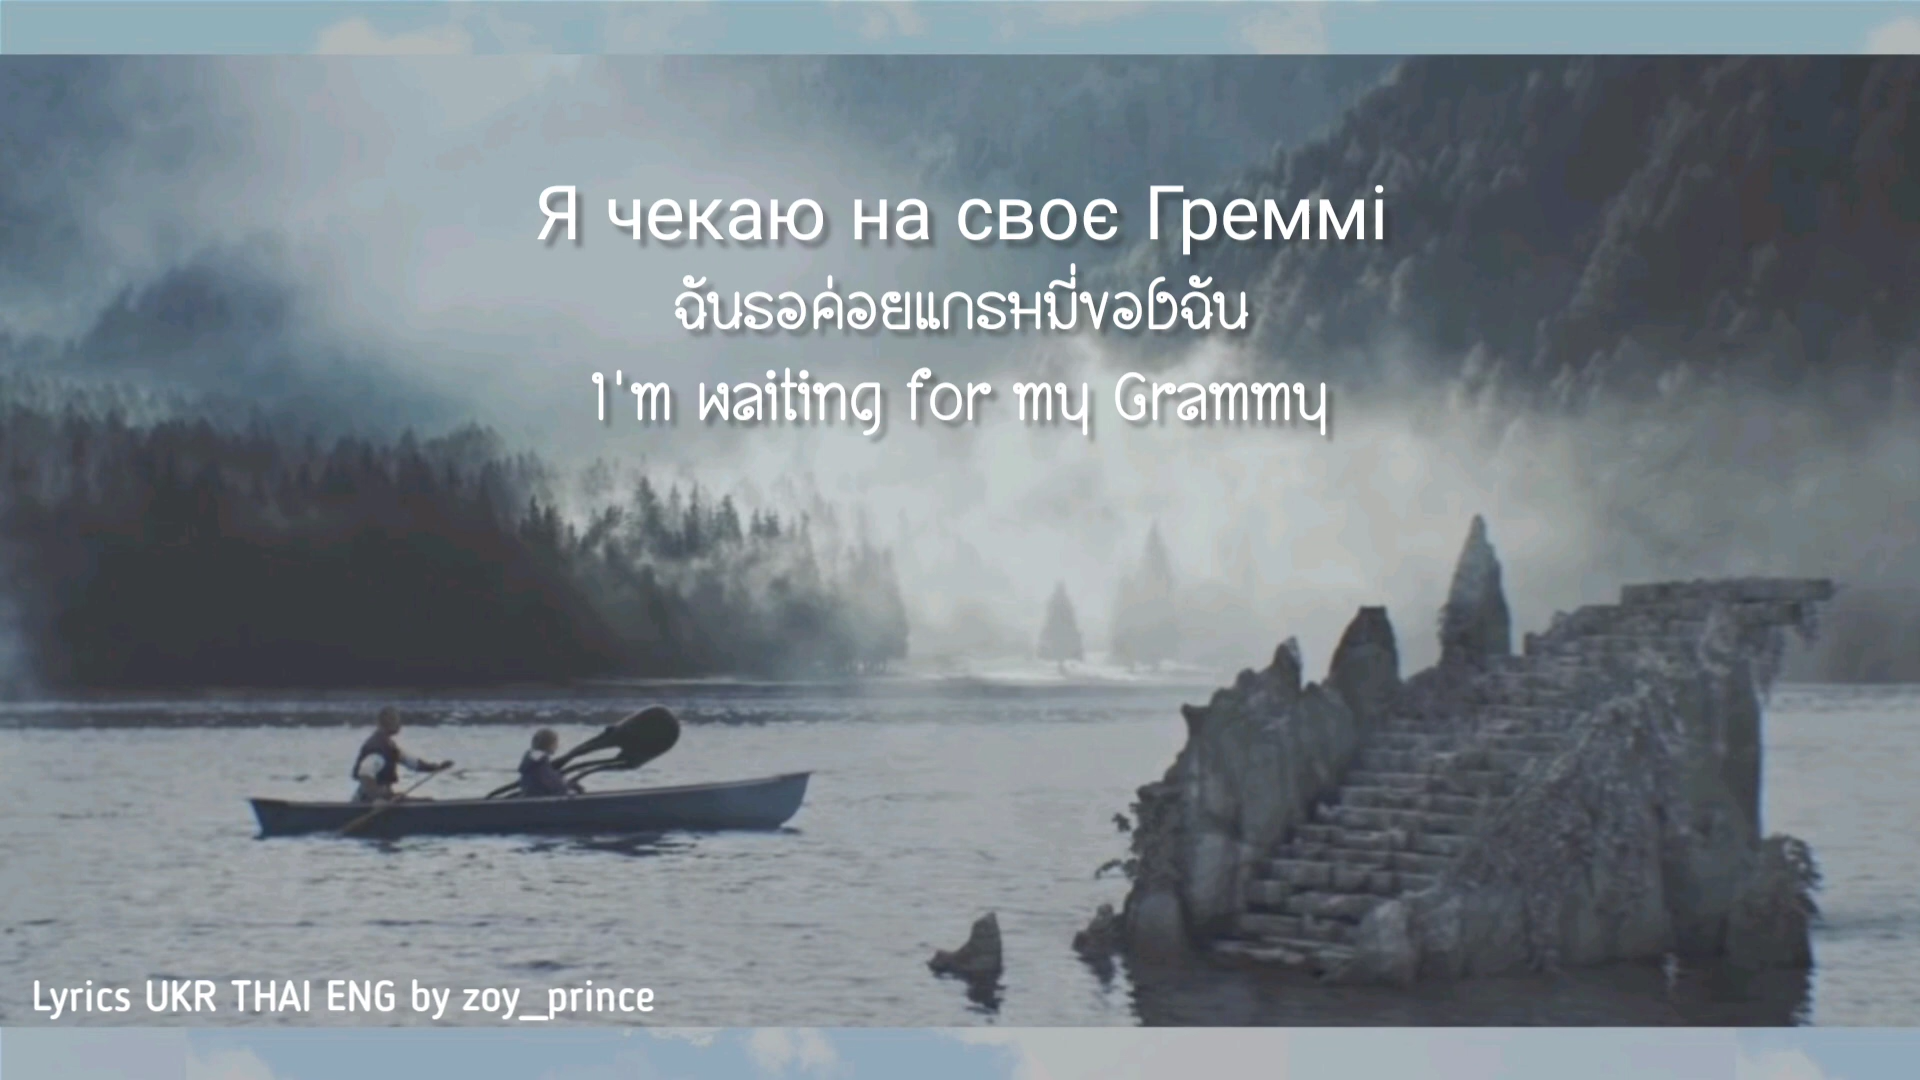 Я чекаю на своє Греммі
ฉันรอค่อยแกรมมี่ของฉัน
I'm waiting for my Grammy
Lyrics UKR THAI ENG by zoy_prince